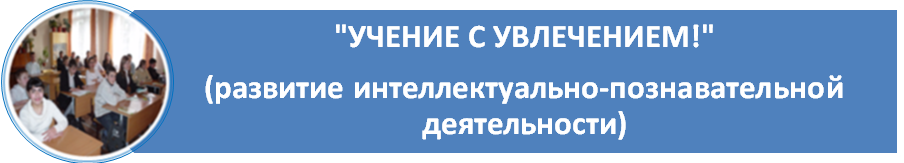 "УЧЕНИЕ С УВЛЕЧЕНИЕМ!"
(развитие интеллектуально-познавательной
деятельности)